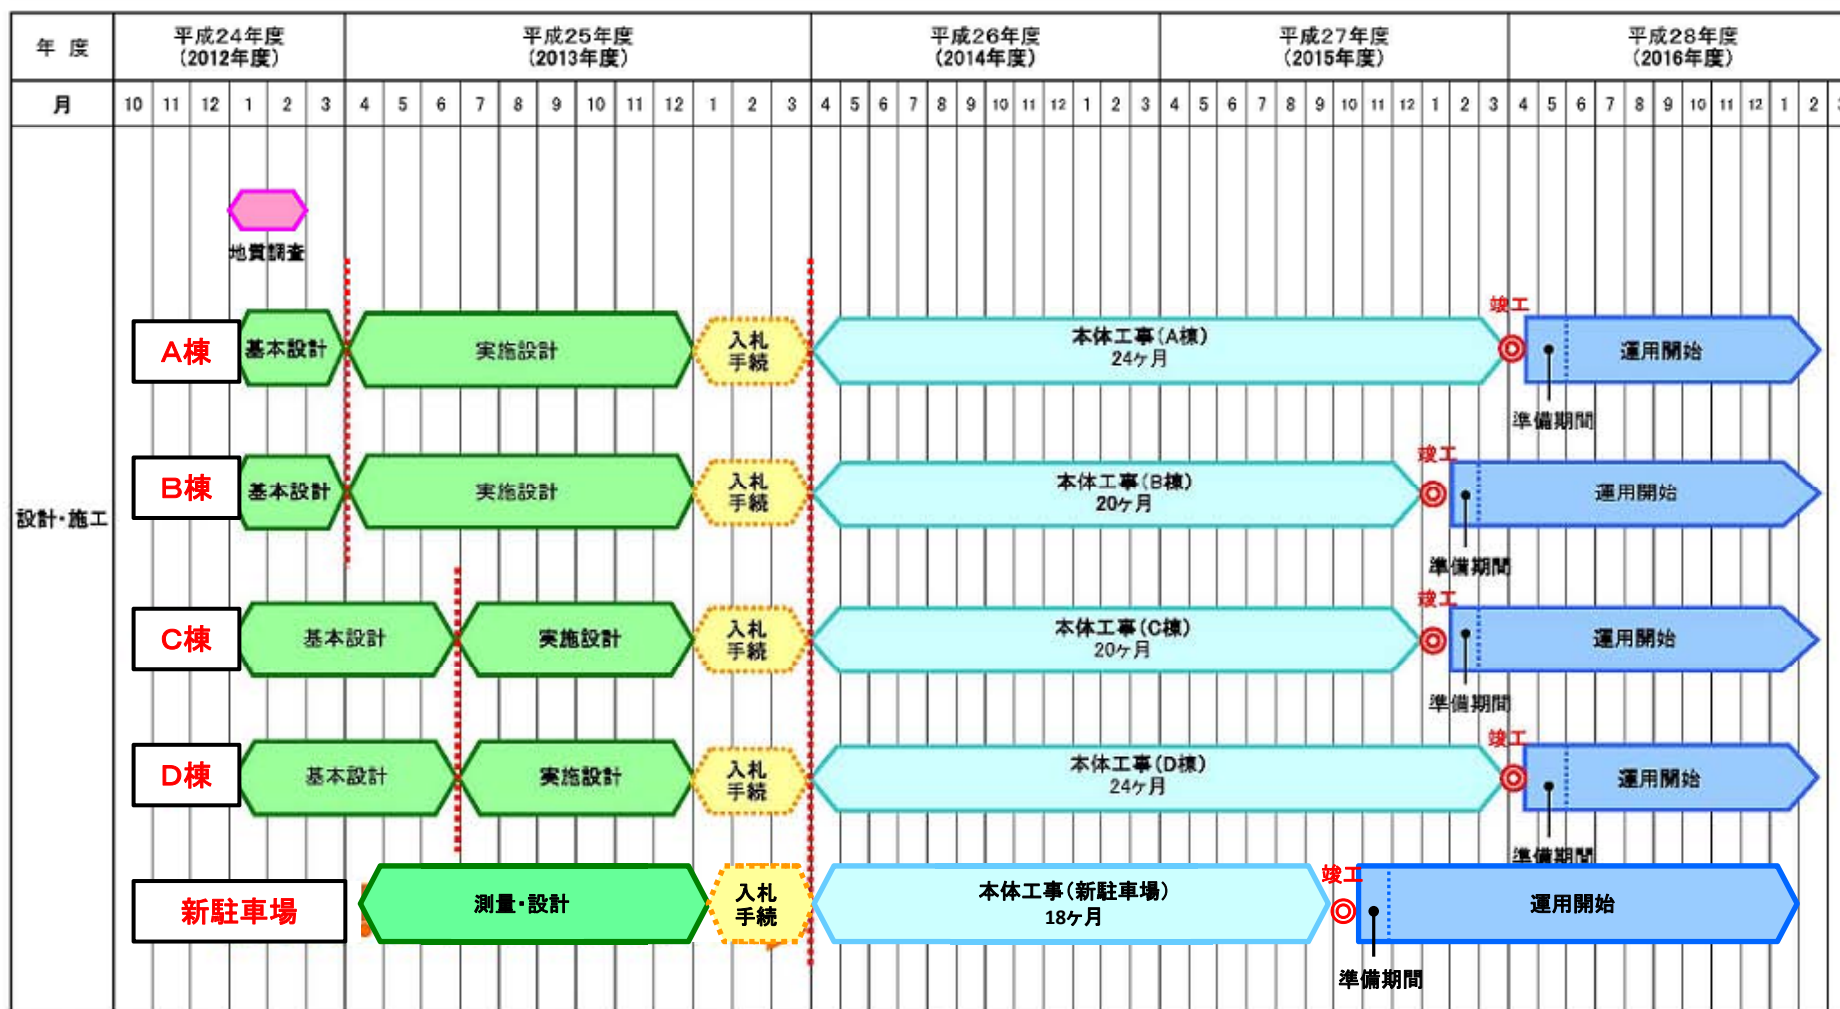 年 度
平成24年度
(2012年度)
平成25年度
(2013年度)
平成26年度
(2014年度)
平成27年度
(2015年度)
平成28年度
(2016年度)
月
10 11 12 1 2 3 4 5 6 7 8 9 10 11 12 1 2 3 4 5 6 7 8 9 10 11 12 1 2 3 4 5 6 7 8 9 10 11 12 1 2 3 4 5 6 7 8 9 10 11 12 1 2
設計・施工
地質調査
A棟
基本設計
実施設計
入札
手続
本体工事(A棟)
24ヶ月
竣工
運用開始
準備期間
B棟
基本設計
実施設計
入札
手続
本体工事(B棟)
20ヶ月
竣工
運用開始
準備期間
C棟
基本設計
実施設計
入札
手続
本体工事(C棟)
20ヶ月
竣工
運用開始
準備期間
D棟
基本設計
実施設計
入札
手続
本体工事(D棟)
24ヶ月
竣工
運用開始
準備期間
新駐車場
測量・設計
入札
手続
本体工事(新駐車場)
18ヶ月
竣工
運用開始
準備期間